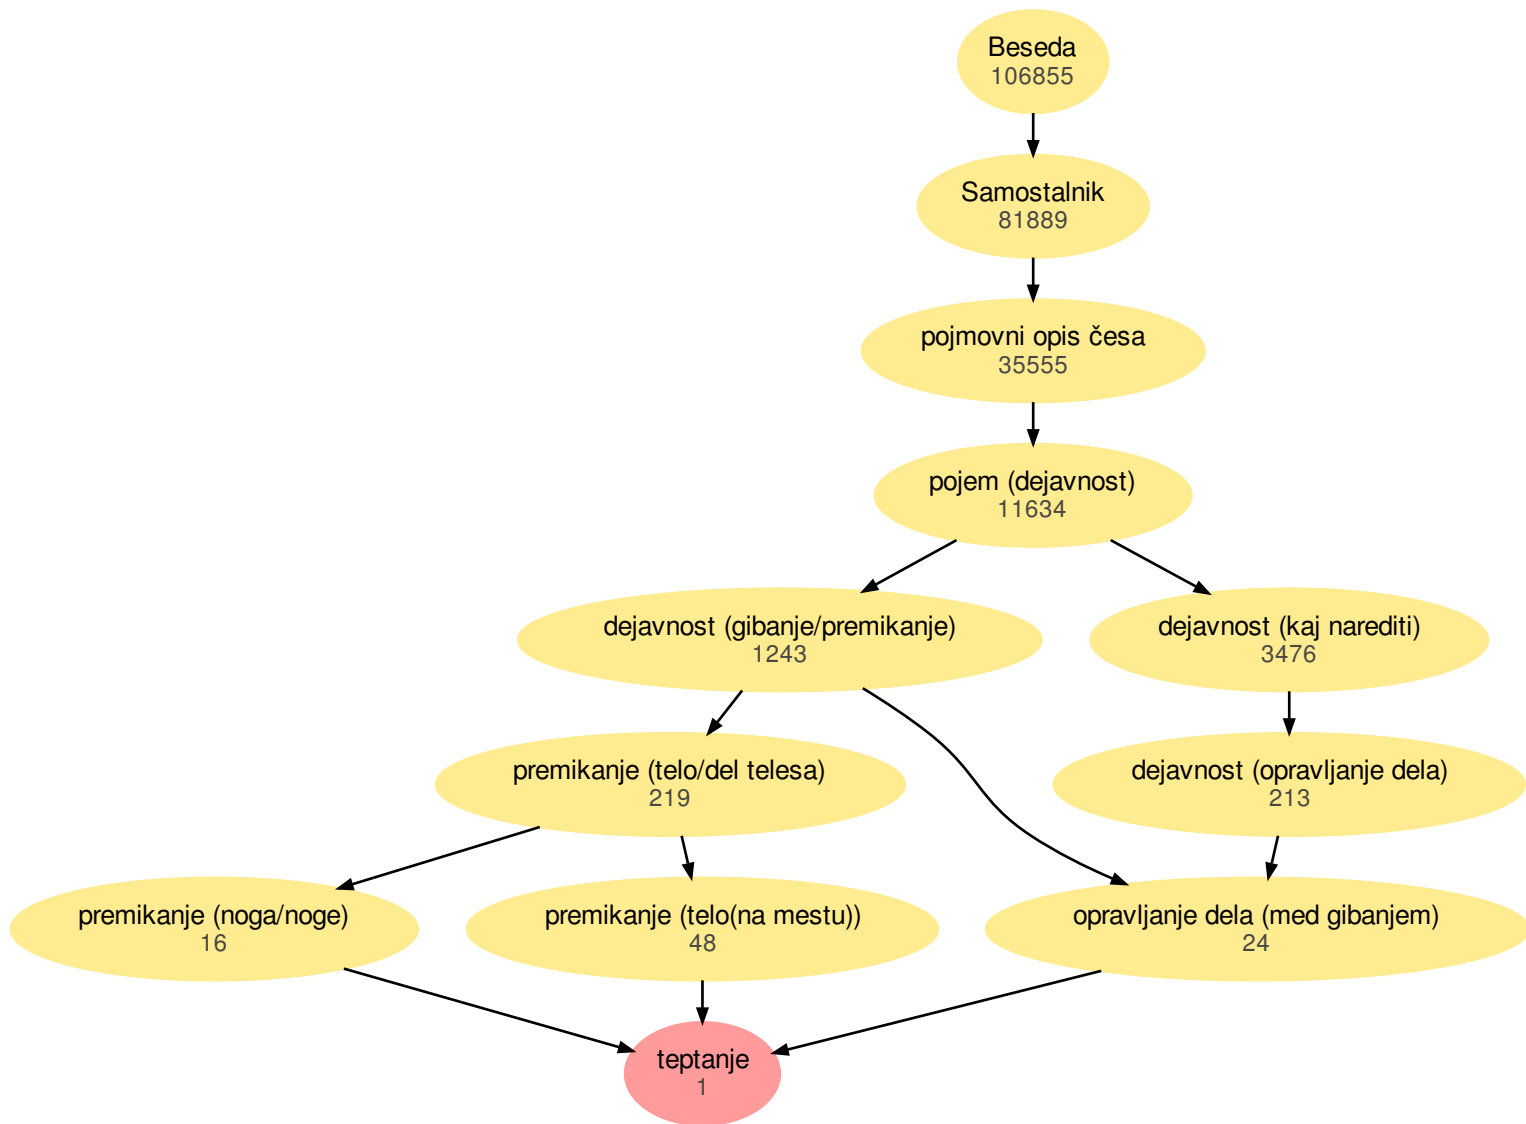 Beseda
106855
Samostalnik
81889
pojmovni opis česa
35555
pojem (dejavnost)
11634
dejavnost (gibanje/premikanje)
1243
dejavnost (kaj narediti)
3476
premikanje (telo/del telesa)
219
dejavnost (opravljanje dela)
213
premikanje (noga/noge)
16
premikanje (telo(na mestu))
48
opravljanje dela (med gibanjem)
24
teptanje
1